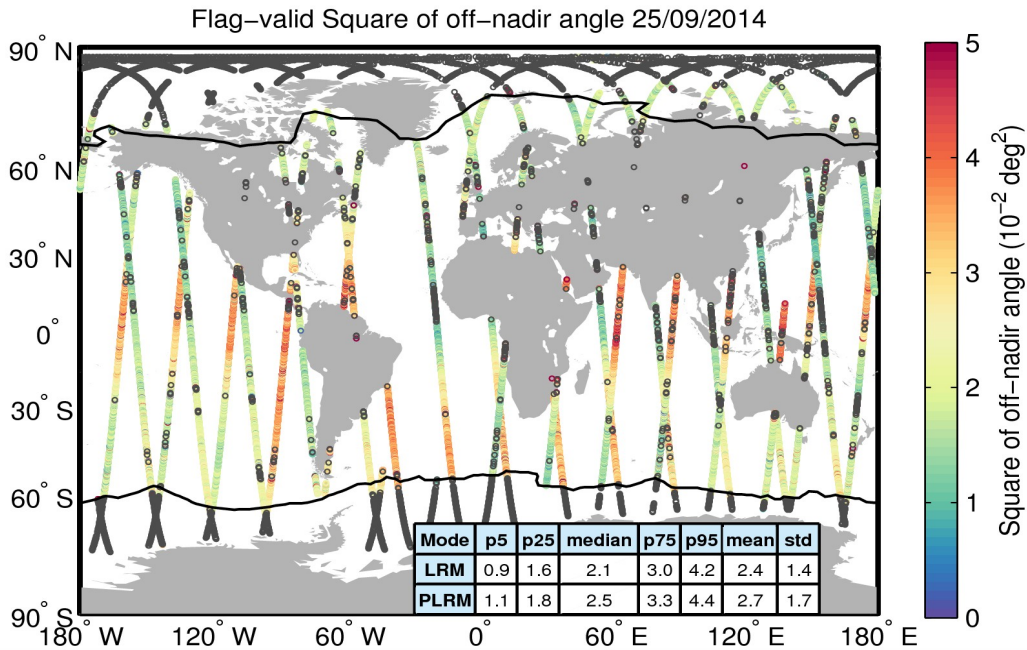 Flag−valid Square of off−nadir angle 25/09/2014
90° N
60° N
30° N
0°
30° S
60° S
90° S
180° W
120° W
60° W
0°
60° E
120° E
180° E
Mode p5 p25 median p75 p95 mean std
LRM 0.9 1.6 2.1 3.0 4.2 2.4 1.4
PLRM 1.1 1.8 2.5 3.3 4.4 2.7 1.7
5
4
3
2
1
0
Square of off−nadir angle (10⁻² deg²)